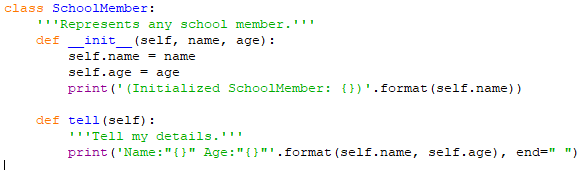 class SchoolMember:
    '''Represents any school member.'''
    def __init__(self, name, age):
        self.name = name
        self.age = age
        print('(Initialized SchoolMember: {})'.format(self.name))

    def tell(self):
        '''Tell my details.'''
        print('Name:"{}" Age:"{}"'.format(self.name, self.age), end=" ")